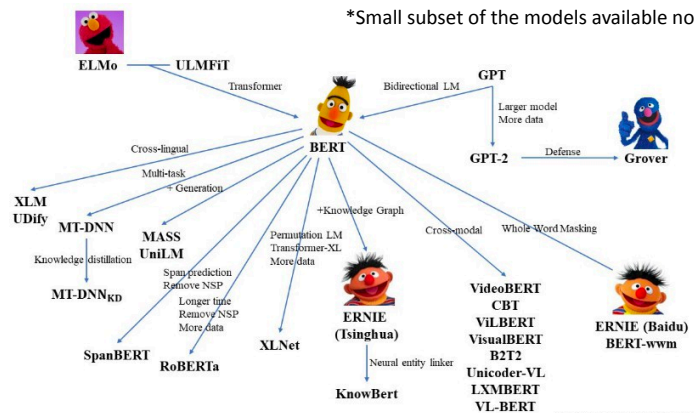 *Small subset of the models available no
ELMo
ULMFiT
GPT
Transformer
Bidirectional LM
Larger model
More data
BERT
GPT-2
Defense
Grover
Cross-lingual
Multi-task
+ Generation
XLM
UDify
MT-DNN
MASS
UniLM
Permutation LM
Transformer-XL
More data
+Knowledge Graph
Cross-modal
Whole Word Masking
Knowledge distillation
MT-DNN_KD
Span prediction
Remove NSP
Longer time
Remove NSP
More data
SpanBERT
RoBERTa
XLNet
ERNIE
(Tsinghua)
Neural entity linker
KnowBert
VideoBERT
CBT
ViLBERT
VisualBERT
B2T2
Unicoder-VL
LXMBERT
VL-BERT
ERNIE (Baidu)
BERT-wwm